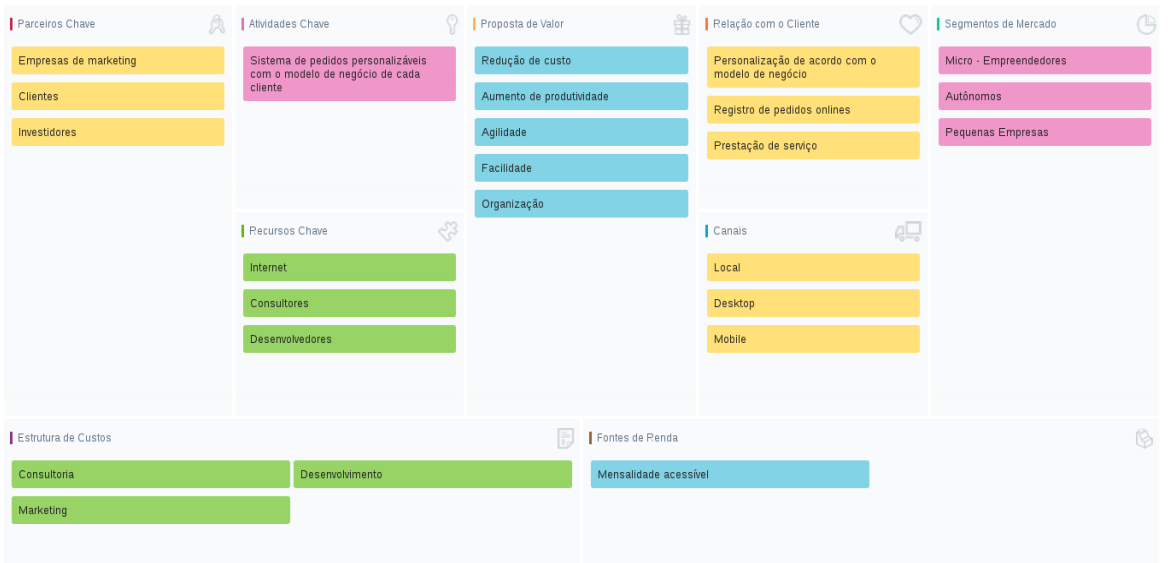 Parceiros Chave
Empresas de marketing
Clientes
Investidores
Atividades Chave
Sistema de pedidos personalizáveis
com o modelo de negócio de cada
cliente
Recursos Chave
Internet
Consultores
Desenvolvedores
Proposta de Valor
Redução de custo
Aumento de produtividade
Agilidade
Facilidade
Organização
Relação com o Cliente
Personalização de acordo com o
modelo de negócio
Registro de pedidos onlines
Prestação de serviço
Canais
Local
Desktop
Mobile
Segmentos de Mercado
Micro - Empreendedores
Autônomos
Pequenas Empresas
Estrutura de Custos
Consultoria
Desenvolvimento
Marketing
Fontes de Renda
Mensalidade acessível